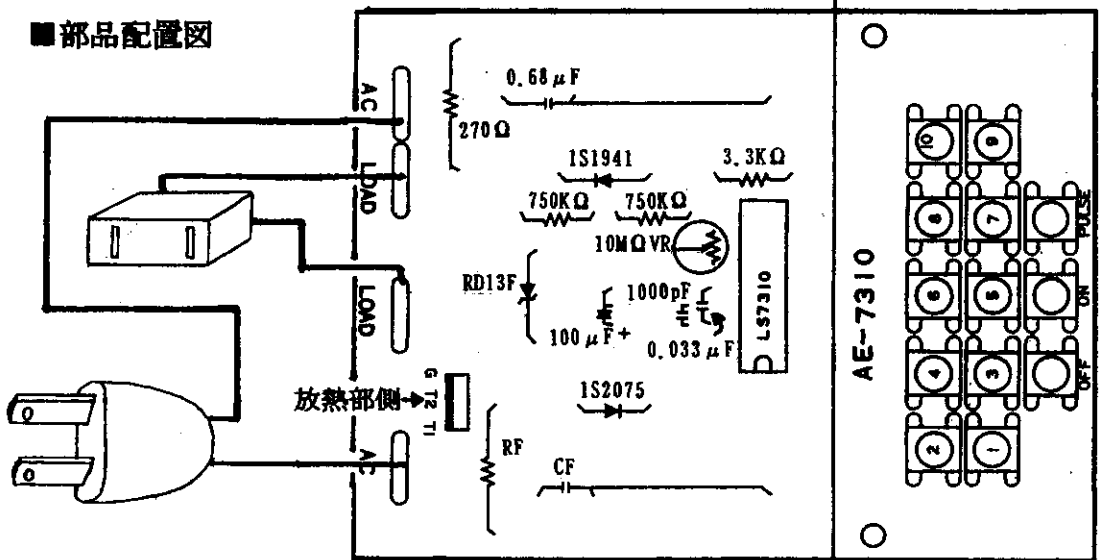 ■部品配置図
AC
LOAD
LOAD
AC
270Ω
0.68μF
1S1941
3.3KΩ
750KΩ
750KΩ
10MΩVR
RD13F
1000pF
100μF+
0.033μF
LS7310
放熱部側
G T2 T1
1S2075
RF
CF
AE-7310
10
9
8
7
PULSE
6
5
ON
4
3
OFF
2
1